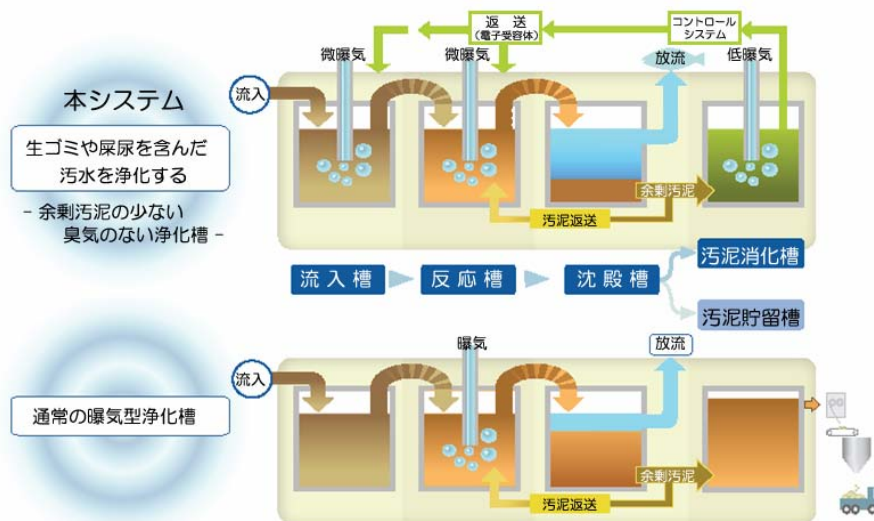 返 送
(電子受容体)
コントロール
システム
微曝気
微曝気
放流
低曝気
流入
本システム
生ゴミや屎尿を含んだ
汚水を浄化する
- 余剰汚泥の少ない
臭気のない浄化槽 -
余剰汚泥
汚泥返送
流 入 槽
反 応 槽
沈 殿 槽
汚泥消化槽
汚泥貯留槽
曝気
放流
流入
通常の曝気型浄化槽
余剰汚泥
汚泥返送